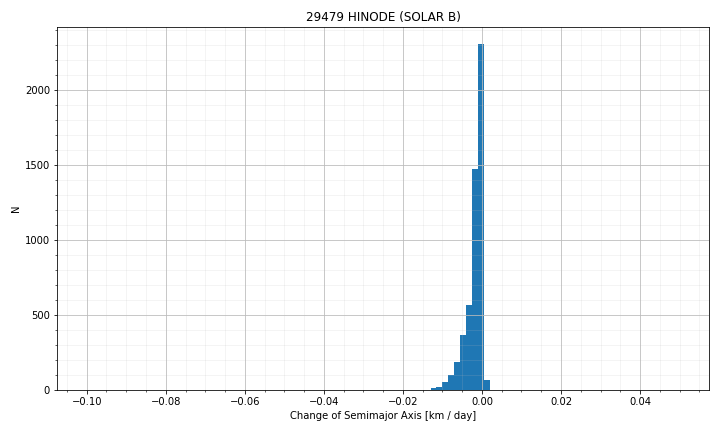 29479 HINODE (SOLAR B)
2000
1500
1000
500
0
N
−0.10 −0.08 −0.06 −0.04 −0.02 0.00 0.02 0.04
Change of Semimajor Axis [km / day]